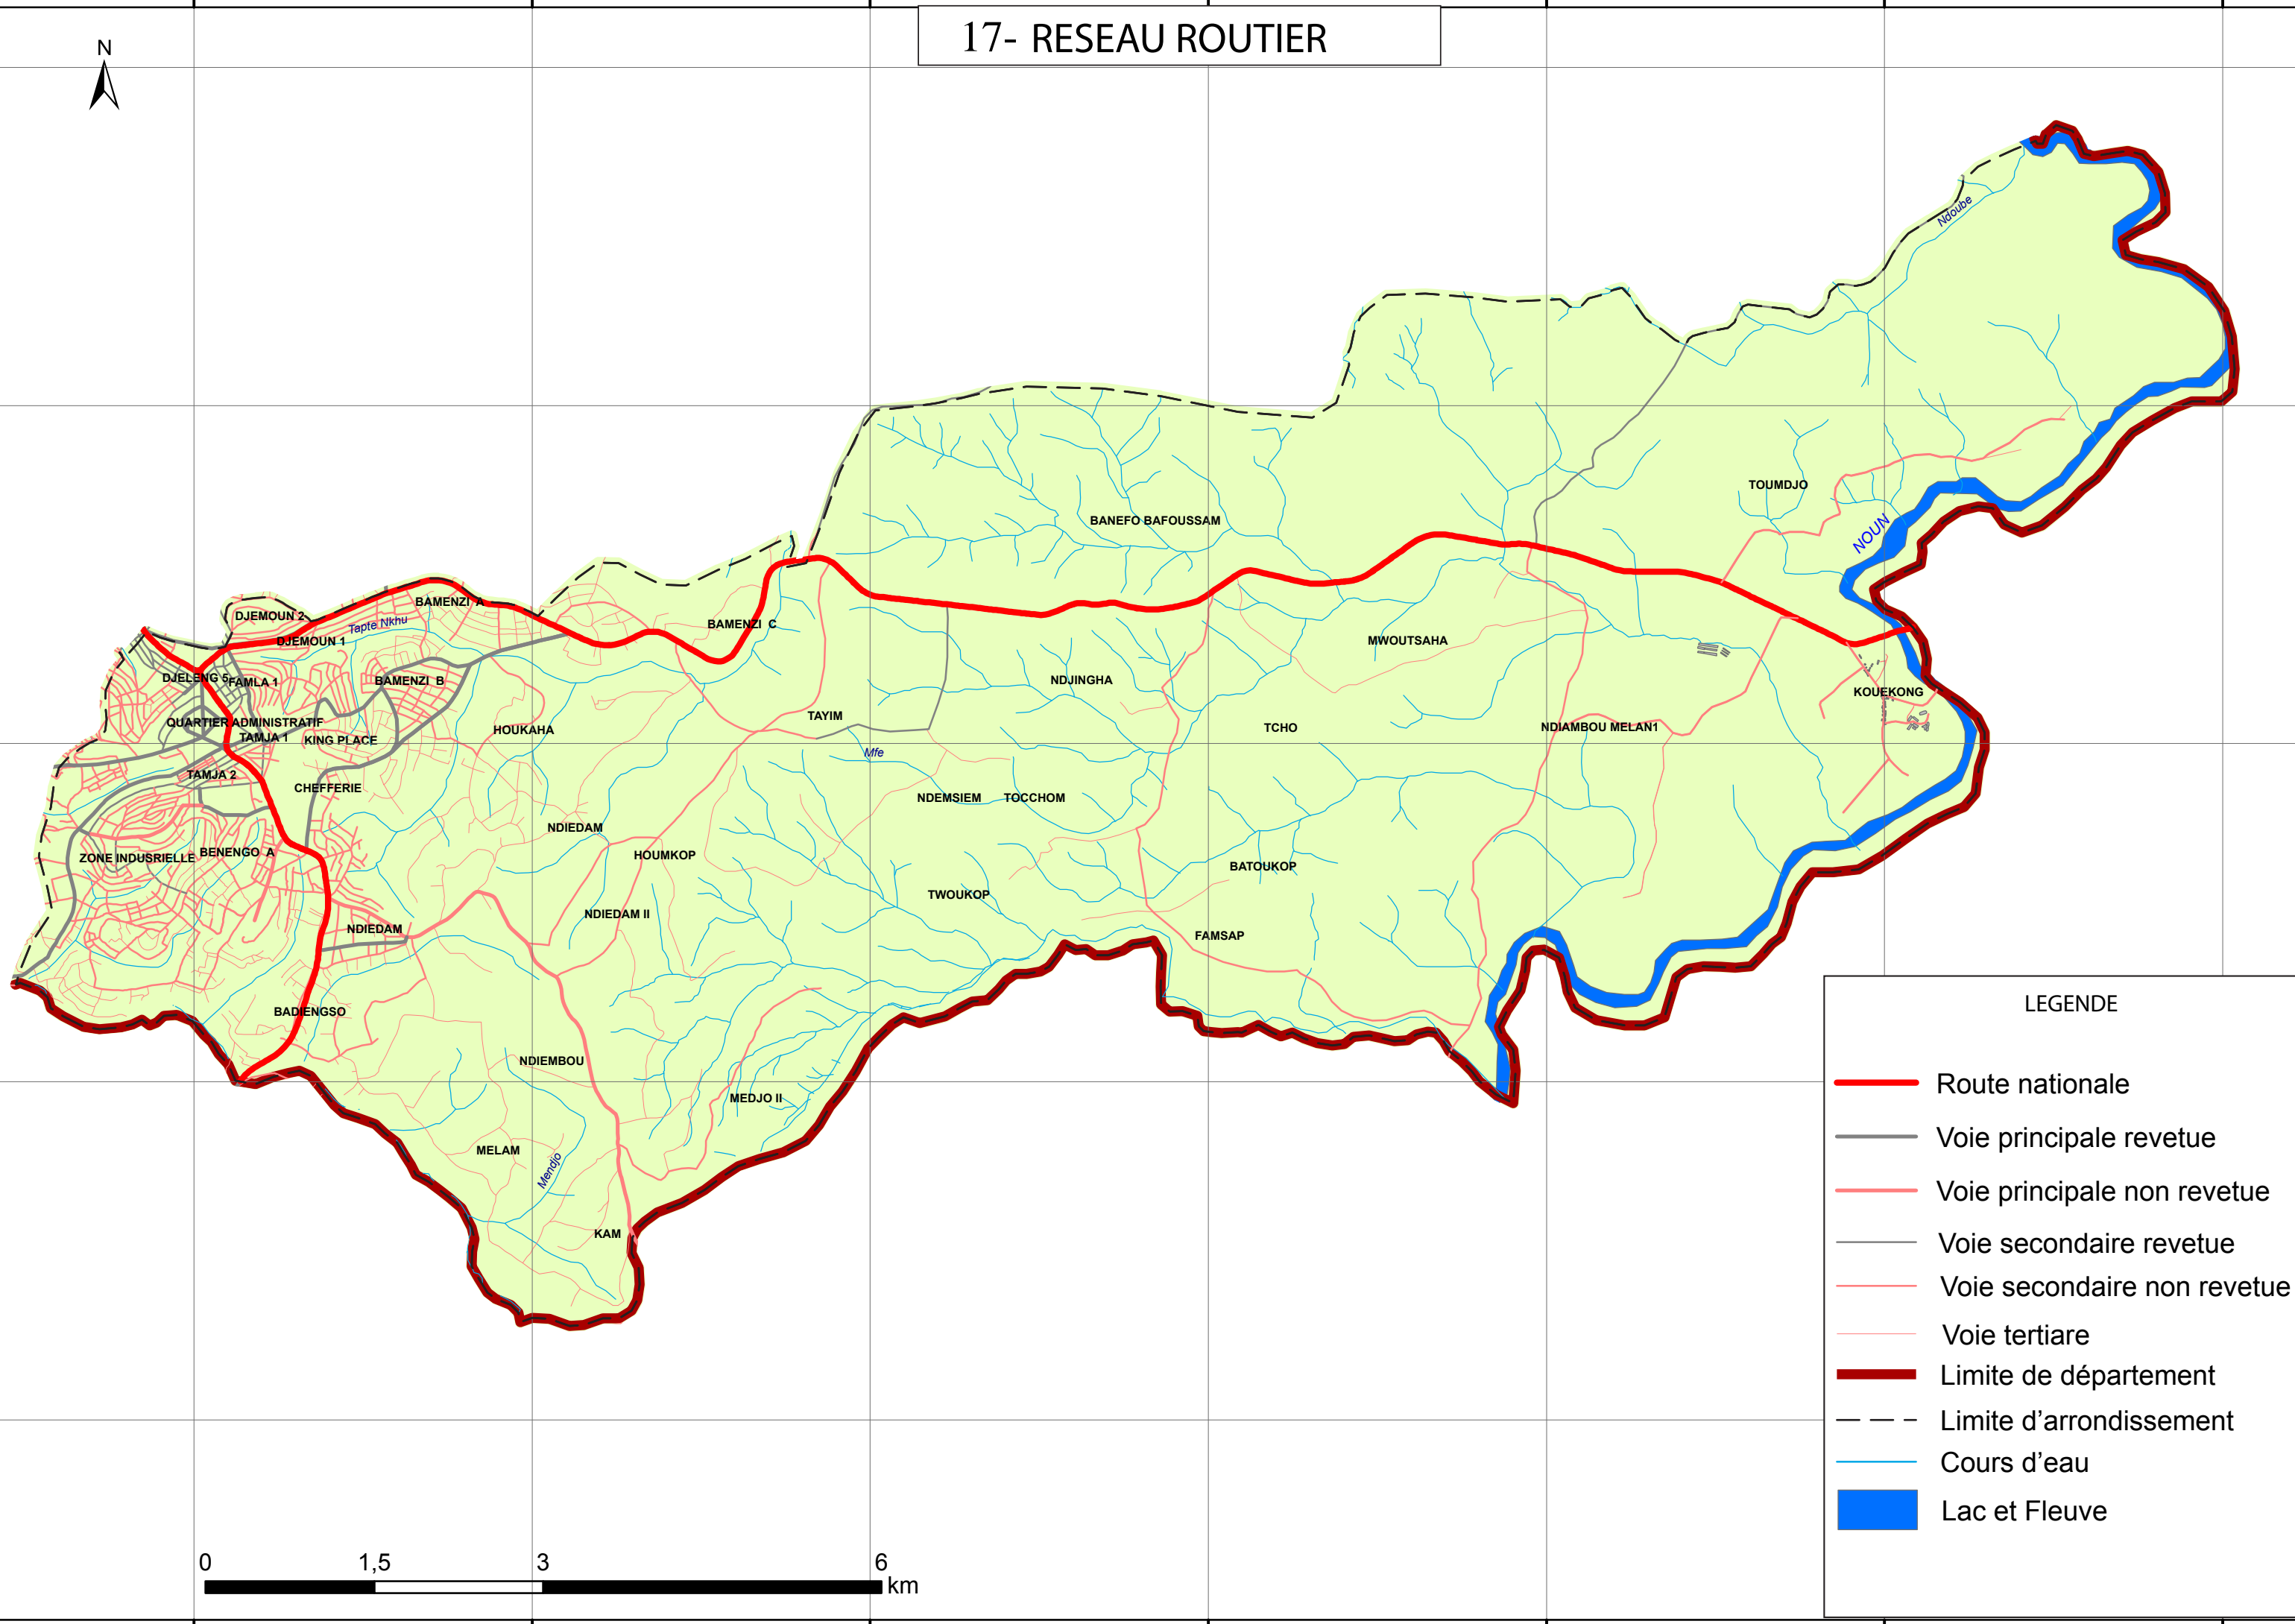 17- RESEAU ROUTIER
N
Ndoube
TOUMDJO
BANEFO BAFOUSSAM
NOUN
BAMENZI A
DJEMOUN 2
Tapte Nkhu
BAMENZI C
DJEMOUN 1
MWOUTSAHA
DJELENG 5
FAMLA 1
BAMENZI B
NDJINGHA
KOUEKONG
QUARTIER ADMINISTRATIF
TAYIM
HOUKAHA
TCHO
NDIAMBOU MELAN1
TAMJA 1
KING PLACE
Mfe
TAMJA 2
CHEFFERIE
NDEMSIEM
TOCCHOM
NDIEDAM
ZONE INDUSRIELLE
BENENGO A
HOUMKOP
BATOUKOP
TWOUKOP
NDIEDAM II
NDIEDAM
FAMSAP
BADIENGSO
NDIEMBOU
MEDJO II
MELAM
Mendjo
KAM
LEGENDE
Route nationale
Voie principale revetue
Voie principale non revetue
Voie secondaire revetue
Voie secondaire non revetue
Voie tertiare
Limite de département
Limite d’arrondissement
Cours d’eau
Lac et Fleuve
0 1,5 3 6
km